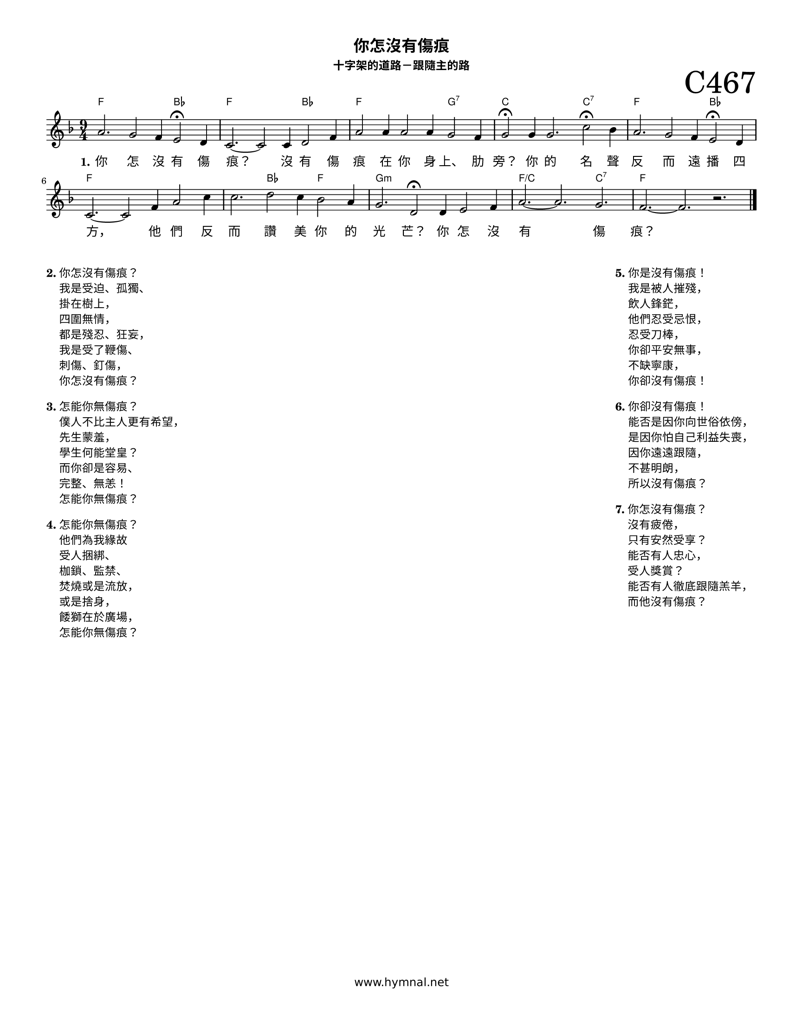 你怎沒有傷痕
十字架的道路－跟隨主的路
C467
F B♭ F B♭ F G7 C C7 F B♭
9
4
1. 你 怎 沒 有 傷 痕？ 沒 有 傷 痕 在 你 身 上、 肋 旁？ 你 的 名 聲 反 而 遠 播 四
6
F B♭ F Gm F/C C7 F
方， 他 們 反 而 讚 美 你 的 光 芒？ 你 怎 沒 有 傷 痕？
2. 你怎沒有傷痕？
我是受迫、孤獨、
掛在樹上，
四圍無情，
都是殘忍、狂妄，
我是受了鞭傷、
刺傷、釘傷，
你怎沒有傷痕？
3. 怎能你無傷痕？
僕人不比主人更有希望，
先生蒙羞，
學生何能堂皇？
而你卻是容易、
完整、無恙！
怎能你無傷痕？
4. 怎能你無傷痕？
他們為我緣故
受人捆綁、
枷鎖、監禁、
焚燒或是流放，
或是捨身，
餧獅在於廣場，
怎能你無傷痕？
5. 你是沒有傷痕！
我是被人摧殘，
飲人鋒鋩，
他們忍受忌恨，
忍受刀棒，
你卻平安無事，
不缺寧康，
你卻沒有傷痕！
6. 你卻沒有傷痕！
能否是因你向世俗依傍，
是因你怕自己利益失喪，
因你遠遠跟隨，
不甚明朗，
所以沒有傷痕？
7. 你怎沒有傷痕？
沒有疲倦，
只有安然受享？
能否有人忠心，
受人獎賞？
能否有人徹底跟隨羔羊，
而他沒有傷痕？
www.hymnal.net